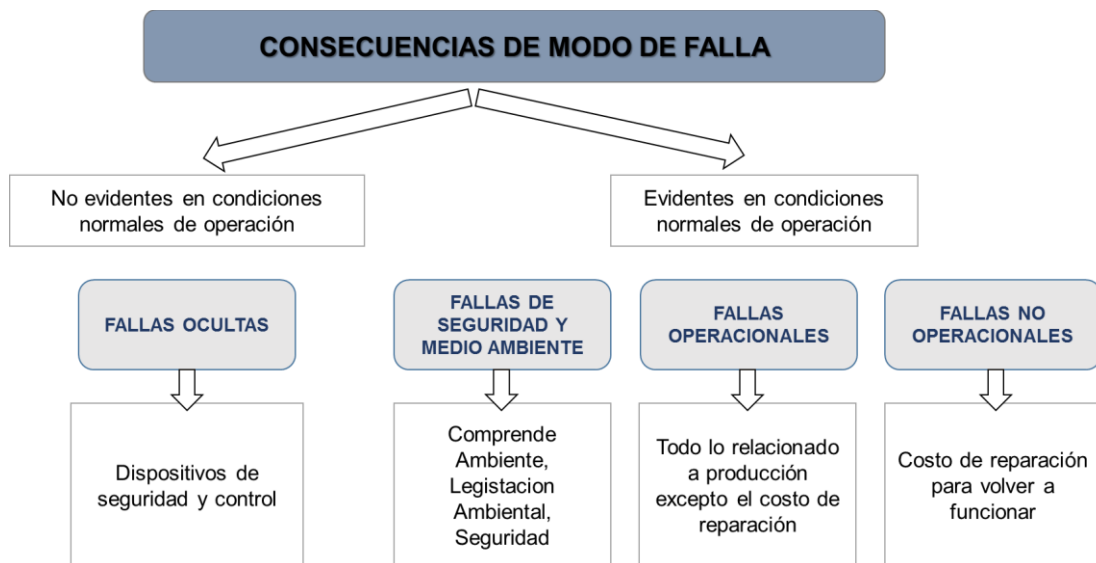 CONSECUENCIAS DE MODO DE FALLA
No evidentes en condiciones
normales de operación
Evidentes en condiciones
normales de operación
FALLAS OCULTAS
FALLAS DE
SEGURIDAD Y
MEDIO AMBIENTE
FALLAS
OPERACIONALES
FALLAS NO
OPERACIONALES
Dispositivos de
seguridad y control
Comprende
Ambiente,
Legistacion
Ambiental,
Seguridad
Todo lo relacionado
a producción
excepto el costo de
reparación
Costo de reparación
para volver a
funcionar